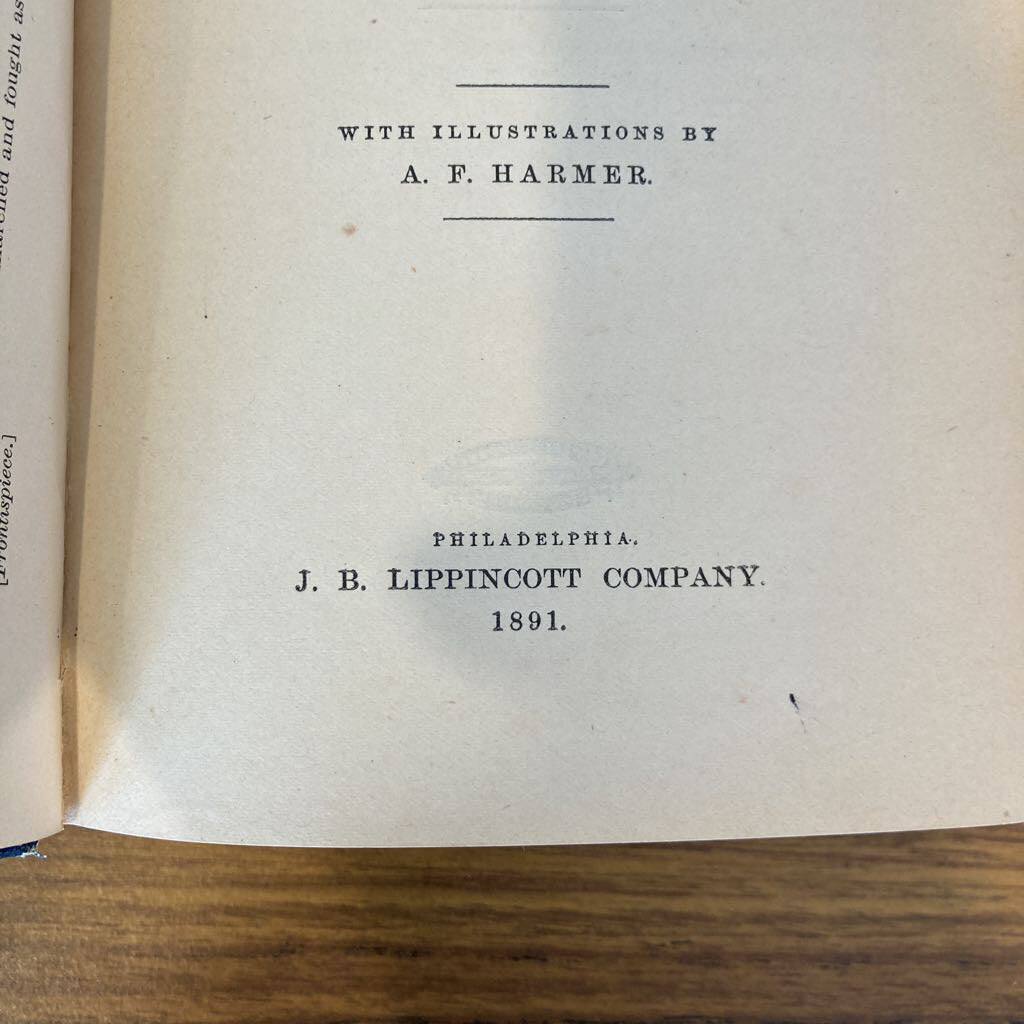 marched and fought as
[Frontispiece.]
WITH ILLUSTRATIONS BY
A. F. HARMER.
PHILADELPHIA.
J. B. LIPPINCOTT COMPANY.
1891.